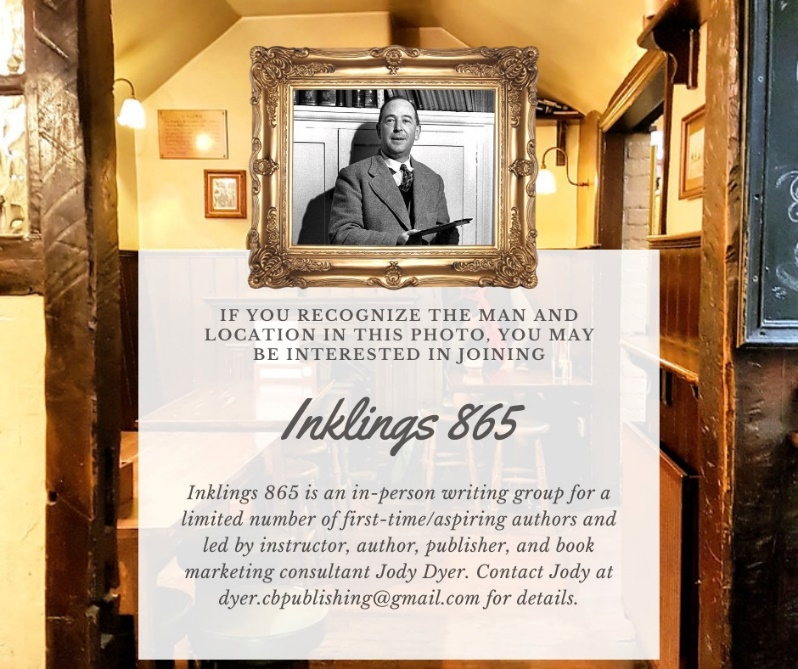 IF YOU RECOGNIZE THE MAN AND
LOCATION IN THIS PHOTO, YOU MAY
BE INTERESTED IN JOINING
Inklings 865
Inklings 865 is an in-person writing group for a
limited number of first-time/aspiring authors and
led by instructor, author, publisher, and book
marketing consultant Jody Dyer. Contact Jody at
dyer.cbpublishing@gmail.com for details.